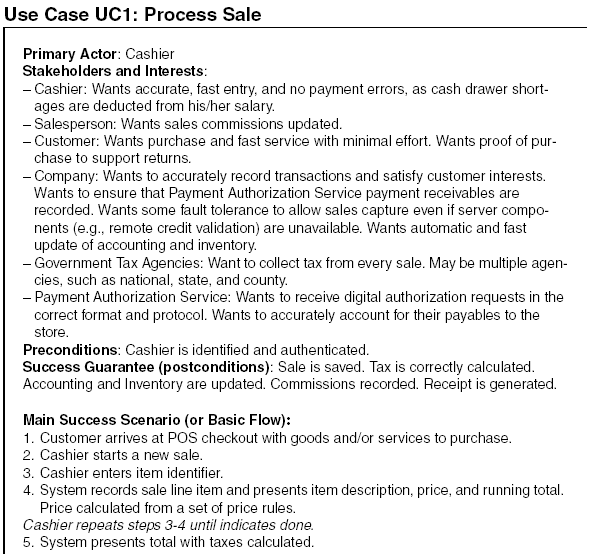 Use Case UC1: Process Sale
Primary Actor: Cashier
Stakeholders and Interests:
– Cashier: Wants accurate, fast entry, and no payment errors, as cash drawer short-
ages are deducted from his/her salary.
– Salesperson: Wants sales commissions updated.
– Customer: Wants purchase and fast service with minimal effort. Wants proof of pur-
chase to support returns.
– Company: Wants to accurately record transactions and satisfy customer interests.
Wants to ensure that Payment Authorization Service payment receivables are
recorded. Wants some fault tolerance to allow sales capture even if server compo-
nents (e.g., remote credit validation) are unavailable. Wants automatic and fast
update of accounting and inventory.
– Government Tax Agencies: Want to collect tax from every sale. May be multiple agen-
cies, such as national, state, and county.
– Payment Authorization Service: Wants to receive digital authorization requests in the
correct format and protocol. Wants to accurately account for their payables to the
store.
Preconditions: Cashier is identified and authenticated.
Success Guarantee (postconditions): Sale is saved. Tax is correctly calculated.
Accounting and Inventory are updated. Commissions recorded. Receipt is generated.
Main Success Scenario (or Basic Flow):
1. Customer arrives at POS checkout with goods and/or services to purchase.
2. Cashier starts a new sale.
3. Cashier enters item identifier.
4. System records sale line item and presents item description, price, and running total.
Price calculated from a set of price rules.
Cashier repeats steps 3-4 until indicates done.
5. System presents total with taxes calculated.